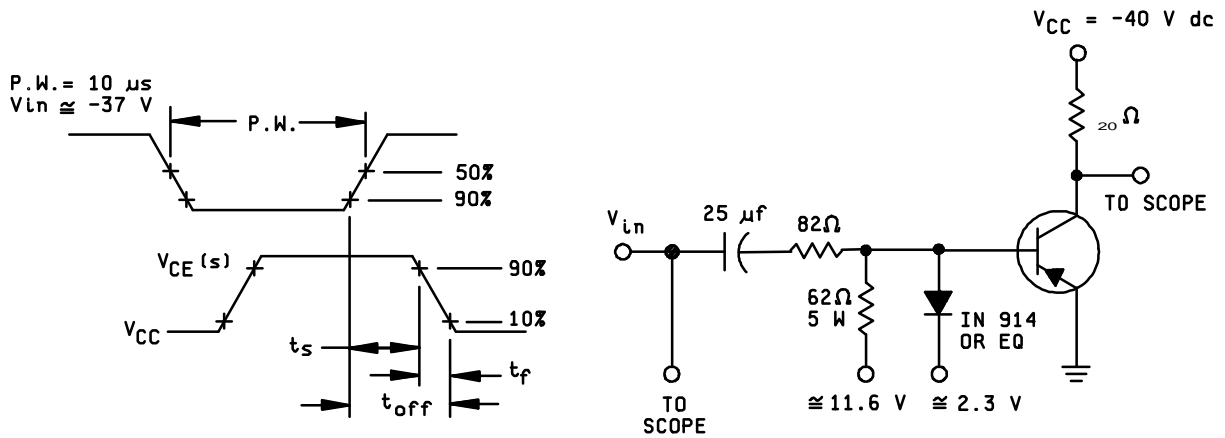 P.W.= 10 µs
Vin ≅ -37 V
P.W.
50%
90%
VCE(s)
90%
VCC
10%
ts
tf
toff
VCC = -40 V dc
20 Ω
TO SCOPE
Vin
25 µf
82Ω
62Ω
5 W
IN 914
OR EQ
TO
SCOPE
≅ 11.6 V
≅ 2.3 V